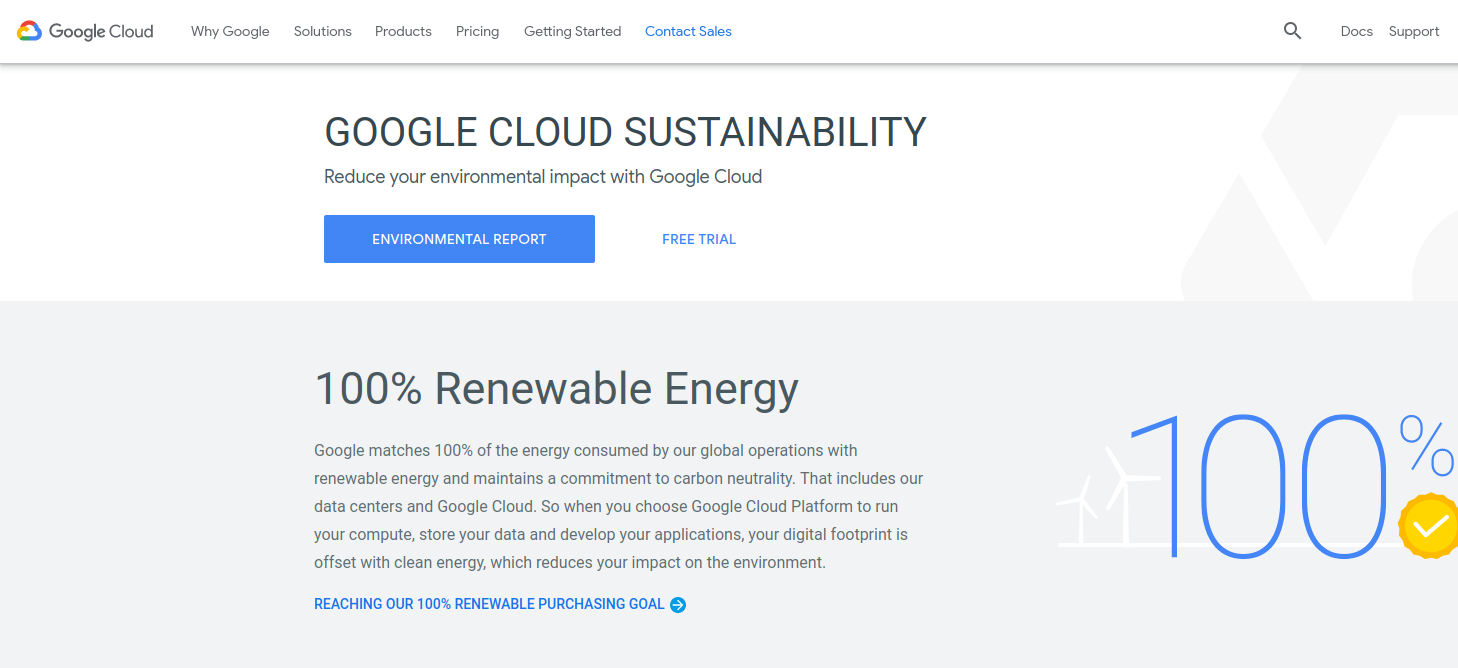 Google Cloud Why Google Solutions Products Pricing Getting Started Contact Sales Docs Support
GOOGLE CLOUD SUSTAINABILITY
Reduce your environmental impact with Google Cloud
ENVIRONMENTAL REPORT FREE TRIAL
100% Renewable Energy
Google matches 100% of the energy consumed by our global operations with
renewable energy and maintains a commitment to carbon neutrality. That includes our
data centers and Google Cloud. So when you choose Google Cloud Platform to run
your compute, store your data and develop your applications, your digital footprint is
offset with clean energy, which reduces your impact on the environment.
REACHING OUR 100% RENEWABLE PURCHASING GOAL
100%